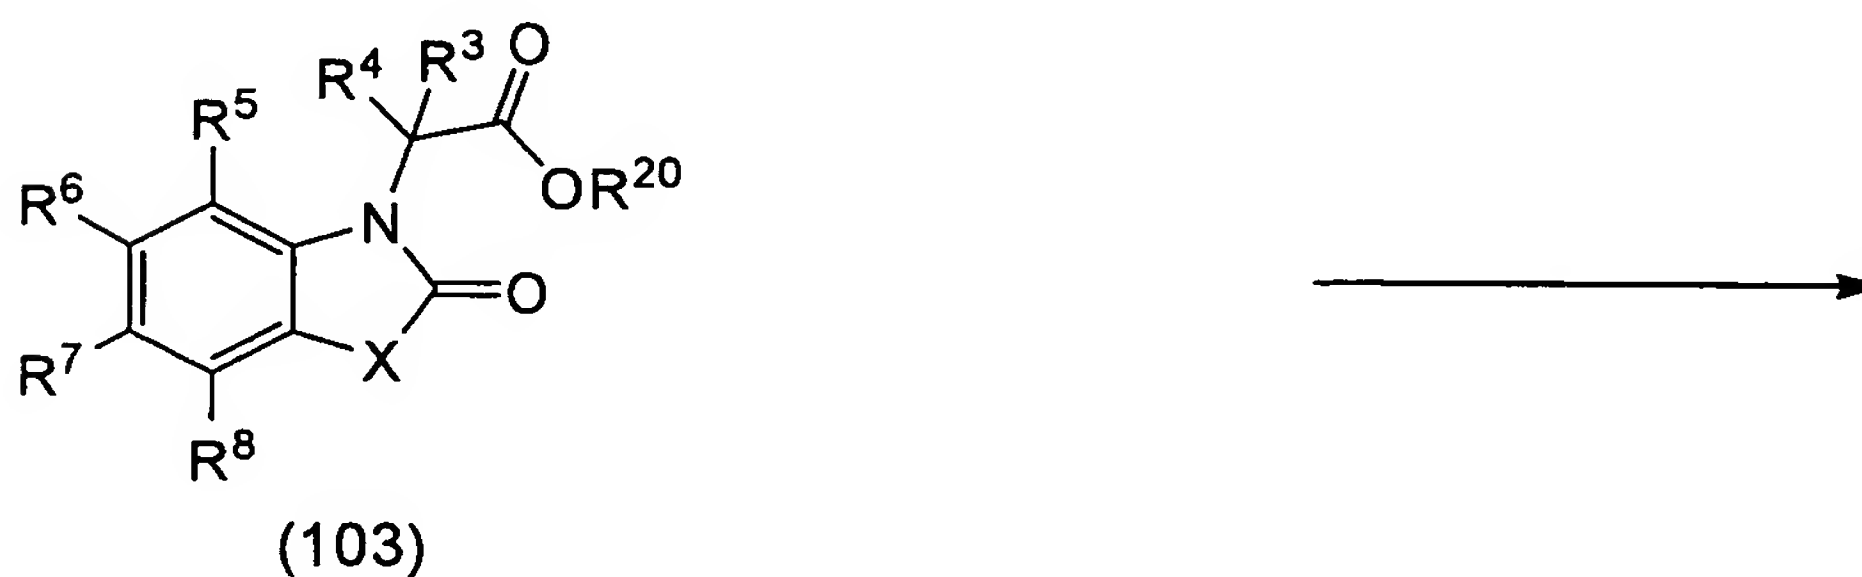 R⁴ R³ O
R⁵
OR²⁰
R⁶
N
O
R⁷
X
R⁸
(103)